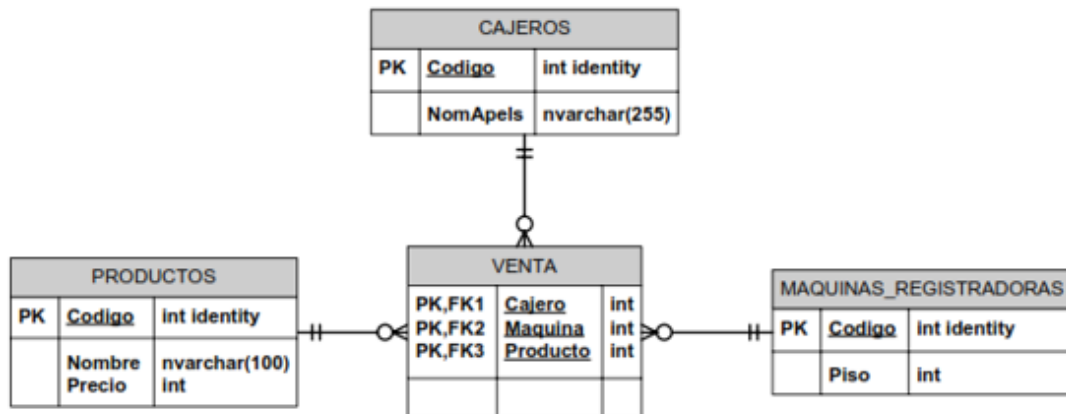 CAJEROS
PK Codigo int identity
NomApels nvarchar(255)
PRODUCTOS
PK Codigo int identity
Nombre nvarchar(100)
Precio int
VENTA
PK,FK1 Cajero int
PK,FK2 Maquina int
PK,FK3 Producto int
MAQUINAS_REGISTRADORAS
PK Codigo int identity
Piso int